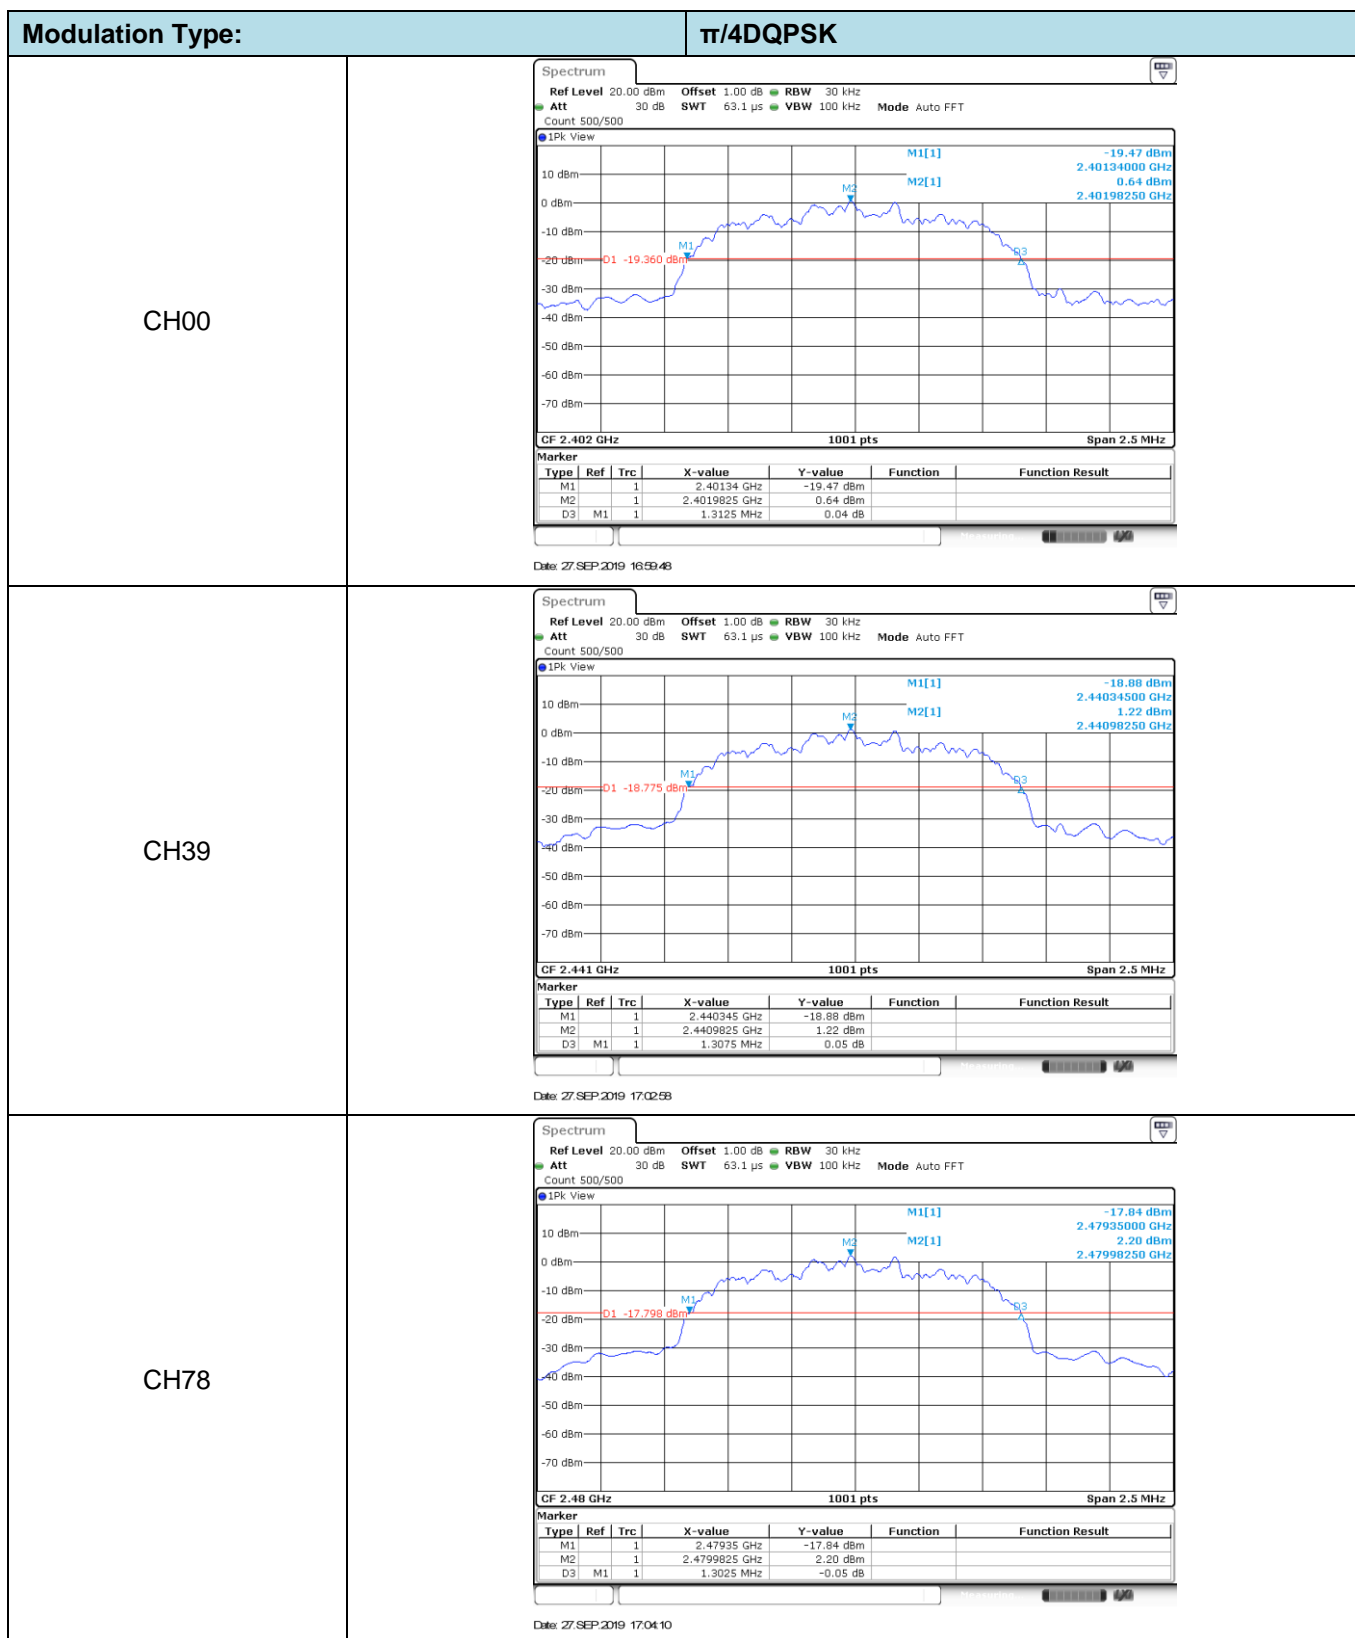 Modulation Type: π/4DQPSK
CH00
Spectrum
Ref Level 20.00 dBm Offset 1.00 dB RBW 30 kHz
Att 30 dB SWT 63.1 µs VBW 100 kHz Mode Auto FFT
Count 500/500
1Pk View
M1[1] -19.47 dBm
2.40134000 GHz
10 dBm
M2[1] 0.64 dBm
M2
2.40198250 GHz
0 dBm
-10 dBm
M1
D3
-20 dBm D1 -19.360 dBm
-30 dBm
-40 dBm
-50 dBm
-60 dBm
-70 dBm
CF 2.402 GHz 1001 pts Span 2.5 MHz
Marker
Type Ref Trc X-value Y-value Function Function Result
M1 1 2.40134 GHz -19.47 dBm
M2 1 2.4019825 GHz 0.64 dBm
D3 M1 1 1.3125 MHz 0.04 dB
Date: 27.SEP.2019 16:59:48
CH39
Spectrum
Ref Level 20.00 dBm Offset 1.00 dB RBW 30 kHz
Att 30 dB SWT 63.1 µs VBW 100 kHz Mode Auto FFT
Count 500/500
1Pk View
M1[1] -18.88 dBm
2.44034500 GHz
10 dBm
M2[1] 1.22 dBm
M2
2.44098250 GHz
0 dBm
-10 dBm
M1
D3
-20 dBm D1 -18.775 dBm
-30 dBm
-40 dBm
-50 dBm
-60 dBm
-70 dBm
CF 2.441 GHz 1001 pts Span 2.5 MHz
Marker
Type Ref Trc X-value Y-value Function Function Result
M1 1 2.440345 GHz -18.88 dBm
M2 1 2.4409825 GHz 1.22 dBm
D3 M1 1 1.3075 MHz 0.05 dB
Date: 27.SEP.2019 17:02:58
CH78
Spectrum
Ref Level 20.00 dBm Offset 1.00 dB RBW 30 kHz
Att 30 dB SWT 63.1 µs VBW 100 kHz Mode Auto FFT
Count 500/500
1Pk View
M1[1] -17.84 dBm
2.47935000 GHz
10 dBm
M2[1] 2.20 dBm
M2
2.47998250 GHz
0 dBm
-10 dBm
M1
D3
D1 -17.798 dBm
-20 dBm
-30 dBm
-40 dBm
-50 dBm
-60 dBm
-70 dBm
CF 2.48 GHz 1001 pts Span 2.5 MHz
Marker
Type Ref Trc X-value Y-value Function Function Result
M1 1 2.47935 GHz -17.84 dBm
M2 1 2.4799825 GHz 2.20 dBm
D3 M1 1 1.3025 MHz -0.05 dB
Date: 27.SEP.2019 17:04:10